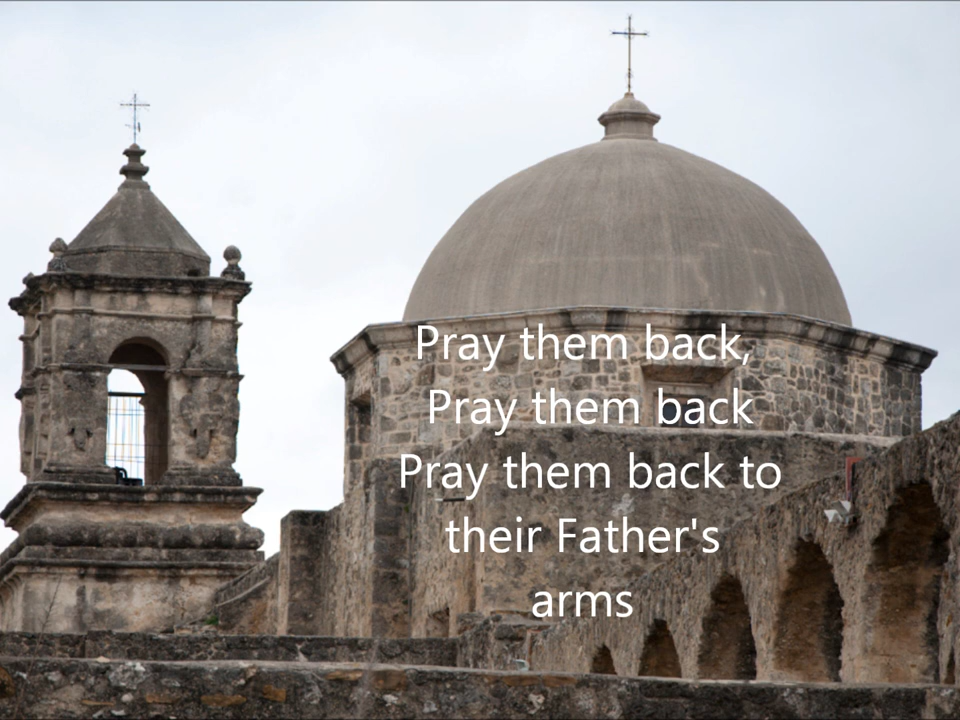 Pray them back,
Pray them back
Pray them back to
their Father's
arms